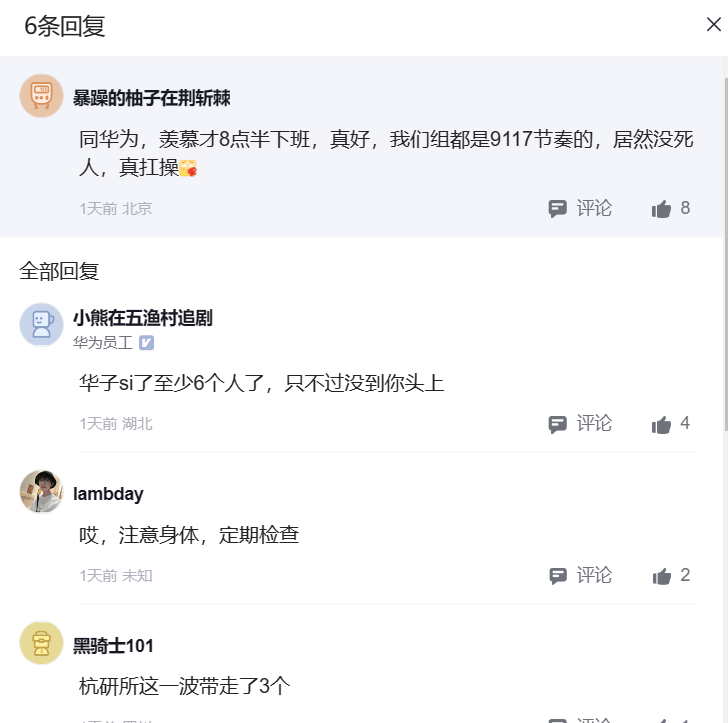 6条回复
暴躁的柚子在荆斩棘
同华为，羡慕才8点半下班，真好，我们组都是9117节奏的，居然没死
人，真扛操
1天前 北京
评论
8
全部回复
小熊在五渔村追剧
华为员工
华子si了至少6个人了，只不过没到你头上
1天前 湖北
评论
4
lambday
哎，注意身体，定期检查
1天前 未知
评论
2
黑骑士101
杭研所这一波带走了3个